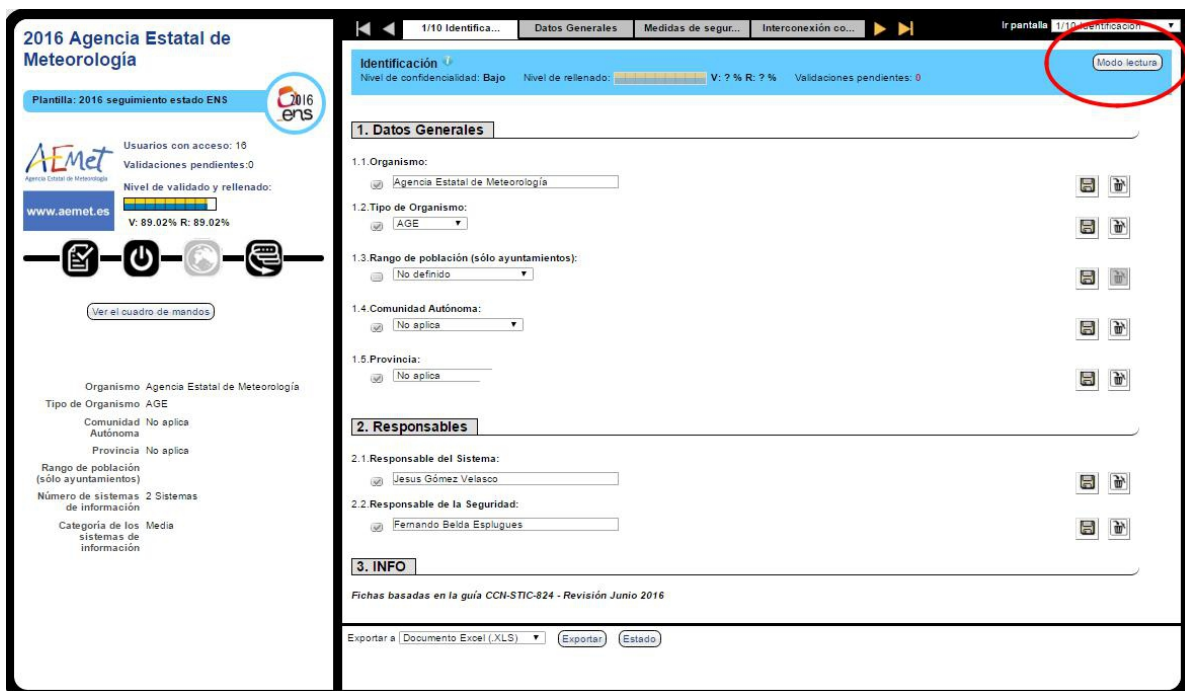 2016 Agencia Estatal de
Meteorología
Plantilla: 2016 seguimiento estado ENS
2016
ens
AEMet
Agencia Estatal de Meteorología
www.aemet.es
Usuarios con acceso: 16
Validaciones pendientes:0
Nivel de validado y rellenado:
V: 89.02% R: 89.02%
Ver el cuadro de mandos
Organismo Agencia Estatal de Meteorología
Tipo de Organismo AGE
Comunidad No aplica
Autónoma
Provincia No aplica
Rango de población
(sólo ayuntamientos)
Número de sistemas 2 Sistemas
de información
Categoría de los Media
sistemas de
información
1/10 Identifica... Datos Generales Medidas de segur... Interconexión co... Ir pantalla 1/10 Identificación
Identificación
Modo lectura
Nivel de confidencialidad: Bajo Nivel de rellenado: V: ? % R: ? % Validaciones pendientes: 0
1. Datos Generales
1.1.Organismo:
Agencia Estatal de Meteorología
1.2.Tipo de Organismo:
AGE
1.3.Rango de población (sólo ayuntamientos):
No definido
1.4.Comunidad Autónoma:
No aplica
1.5.Provincia:
No aplica
2. Responsables
2.1.Responsable del Sistema:
Jesus Gómez Velasco
2.2.Responsable de la Seguridad:
Fernando Belda Esplugues
3. INFO
Fichas basadas en la guía CCN-STIC-824 - Revisión Junio 2016
Exportar a Documento Excel (.XLS) Exportar Estado